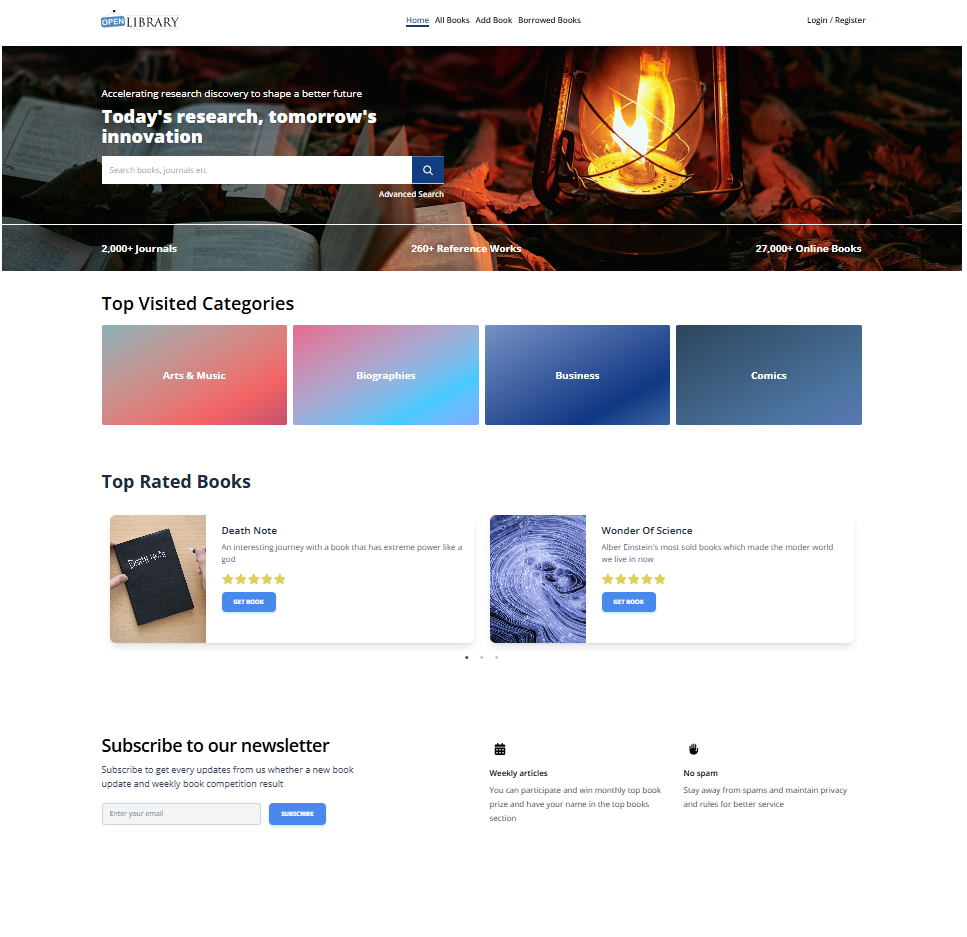 OPEN LIBRARY
Home All Books Add Book Borrowed Books
Login / Register
Accelerating research discovery to shape a better future
Today's research, tomorrow's
innovation
Search books, journals etc
Advanced Search
2,000+ Journals
260+ Reference Works
27,000+ Online Books
Top Visited Categories
Arts & Music
Biographies
Business
Comics
Top Rated Books
DEATH NOTE
Death Note
An interesting journey with a book that has extreme power like a
god
GET BOOK
Wonder Of Science
Alber Einstein's most sold books which made the moder world
we live in now
GET BOOK
Subscribe to our newsletter
Subscribe to get every updates from us whether a new book
update and weekly book competition result
Enter your email
SUBSCRIBE
Weekly articles
You can participate and win monthly top book
prize and have your name in the top books
section
No spam
Stay away from spams and maintain privacy
and rules for better service